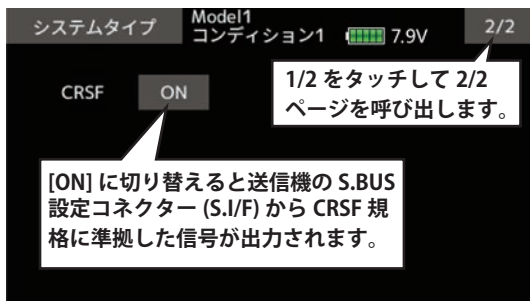 システムタイプ
Model1
コンディション1
7.9V
2/2
CRSF
ON
1/2 をタッチして 2/2
ページを呼び出します。
[ON] に切り替えると送信機の S.BUS
設定コネクター (S.I/F) から CRSF 規
格に準拠した信号が出力されます。